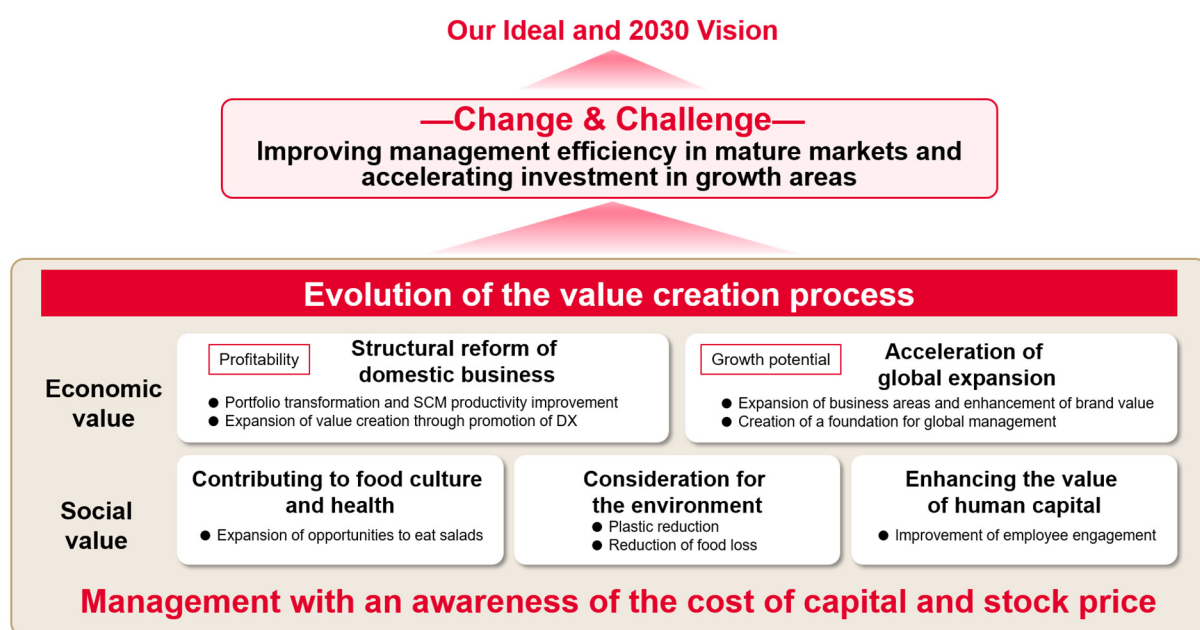 Our Ideal and 2030 Vision
—Change & Challenge—
Improving management efficiency in mature markets and
accelerating investment in growth areas
Evolution of the value creation process
Economic
value
Profitability
Structural reform of
domestic business
● Portfolio transformation and SCM productivity improvement
● Expansion of value creation through promotion of DX
Growth potential
Acceleration of
global expansion
● Expansion of business areas and enhancement of brand value
● Creation of a foundation for global management
Social
value
Contributing to food culture
and health
● Expansion of opportunities to eat salads
Consideration for
the environment
● Plastic reduction
● Reduction of food loss
Enhancing the value
of human capital
● Improvement of employee engagement
Management with an awareness of the cost of capital and stock price